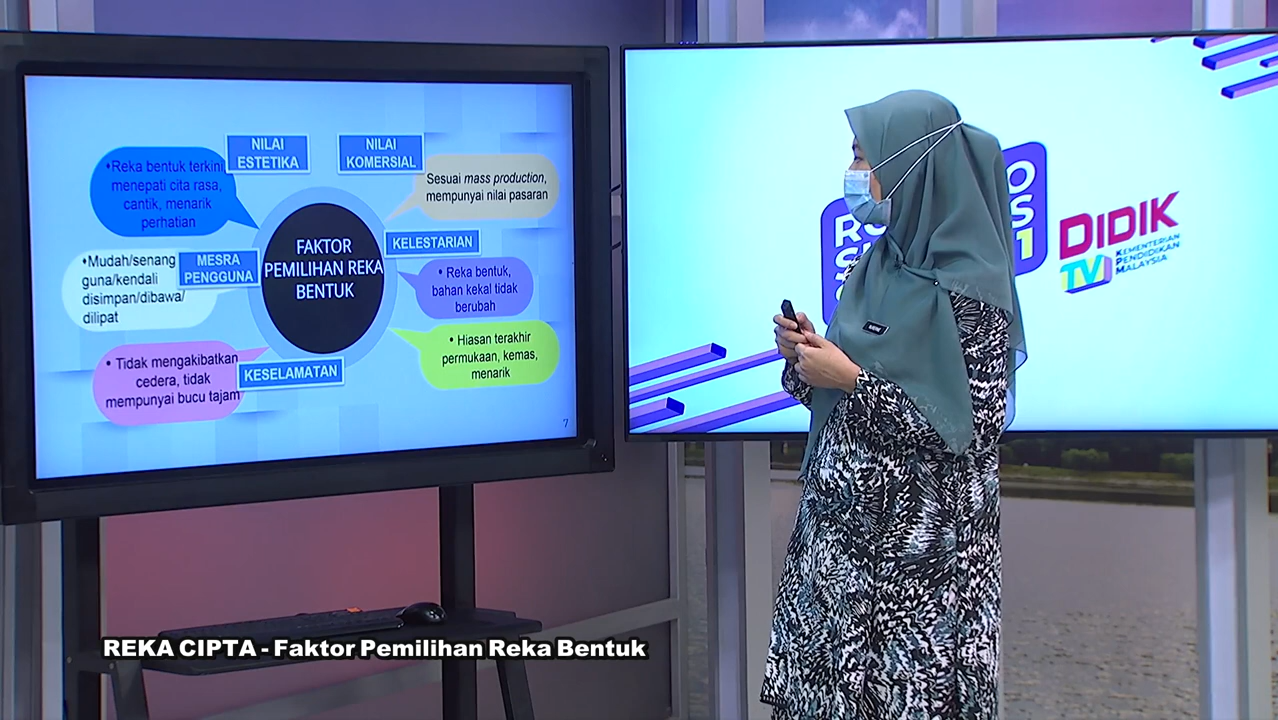 NILAI
ESTETIKA
NILAI
KOMERSIAL
•Reka bentuk terkini
menepati cita rasa,
cantik, menarik
perhatian
Sesuai mass production,
mempunyai nilai pasaran
FAKTOR
PEMILIHAN REKA
BENTUK
KELESTARIAN
•Mudah/senang
guna/kendali
disimpan/dibawa/
dilipat
MESRA
PENGGUNA
• Reka bentuk,
bahan kekal tidak
berubah
• Hiasan terakhir
permukaan, kemas,
menarik
• Tidak mengakibatkan
cedera, tidak
mempunyai bucu tajam
KESELAMATAN
7
DIDIK
TV
KEMENTERIAN
PENDIDIKAN
MALAYSIA
REKA CIPTA - Faktor Pemilihan Reka Bentuk